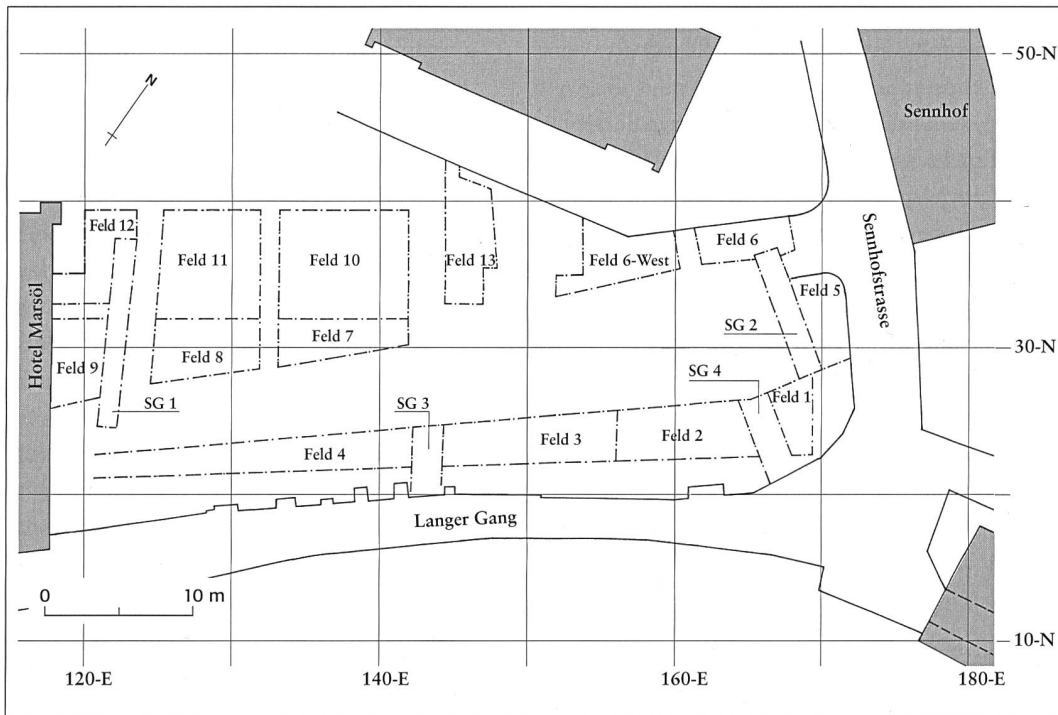 50-N
N
Sennhof
Feld 12
Feld 11
Feld 10
Feld 13
Feld 6-West
Feld 6
Sennhofstrasse
Feld 5
Hotel Marsöl
SG 2
30-N
Feld 9
Feld 8
Feld 7
SG 1
SG 3
SG 4
Feld 1
Feld 4
Feld 3
Feld 2
Langer Gang
0
10 m
10-N
120-E
140-E
160-E
180-E